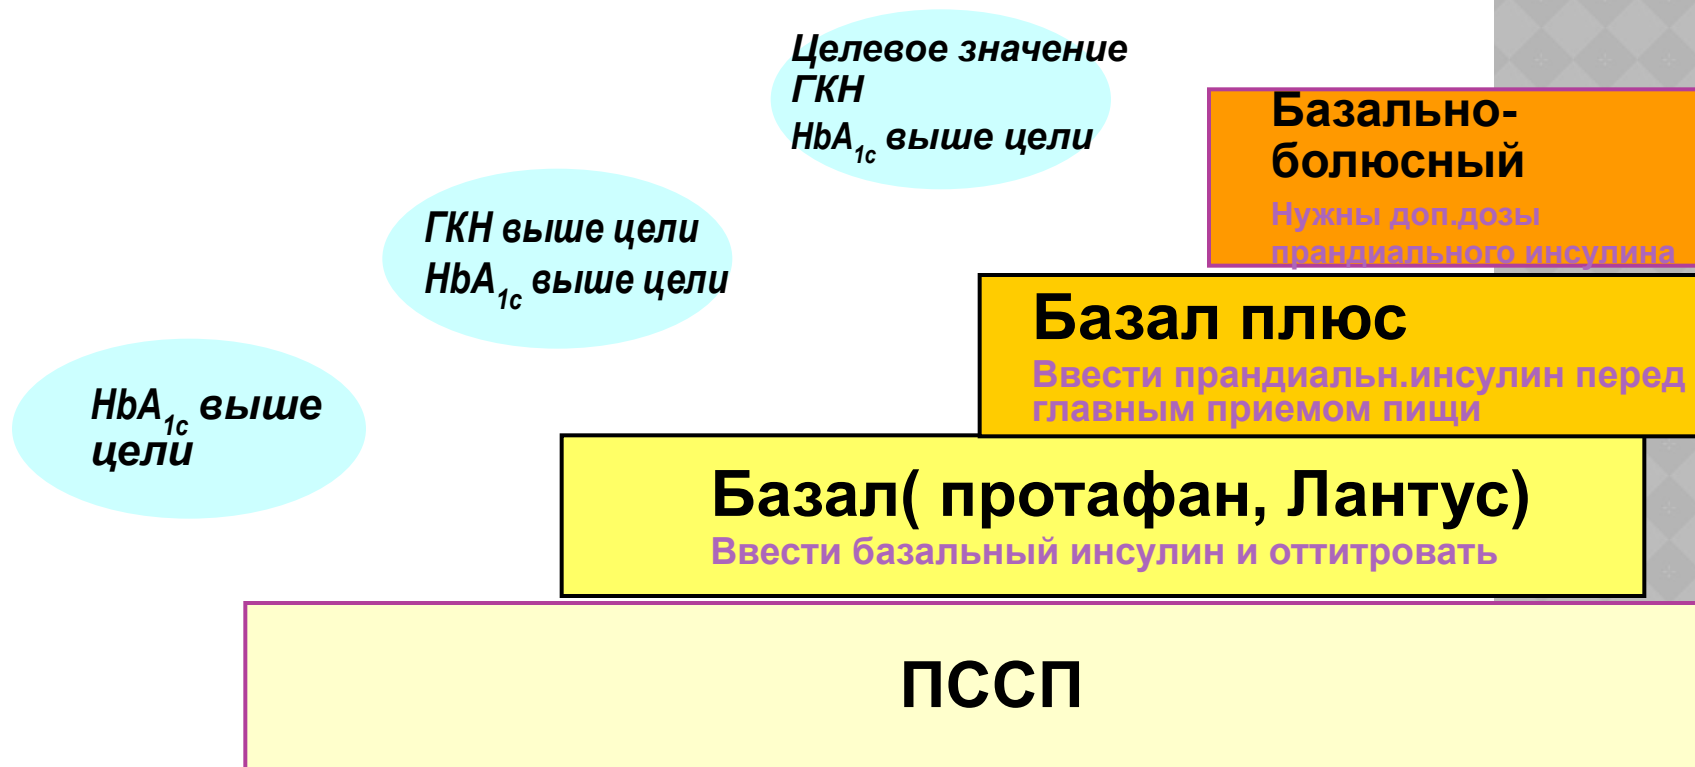 Целевое значение
ГКН
HbA1c выше цели
Базально-
болюсный
Нужны доп.дозы
прандиального инсулина
ГКН выше цели
HbA1c выше цели
Базал плюс
Ввести прандиальн.инсулин перед
главным приемом пищи
HbA1c выше
цели
Базал( протафан, Лантус)
Ввести базальный инсулин и оттитровать
ПССП